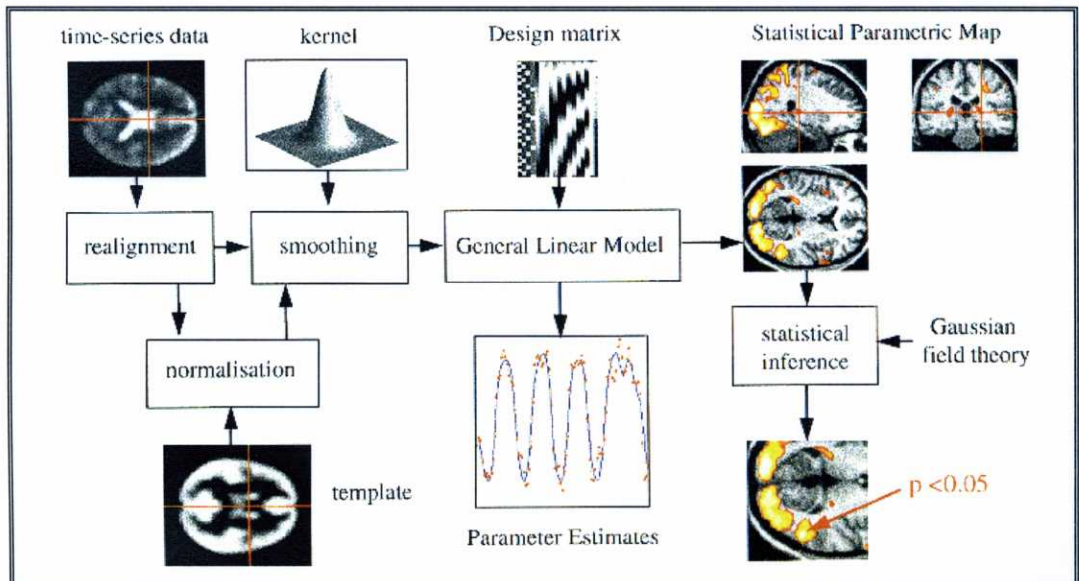 time-series data
kernel
Design matrix
Statistical Parametric Map
realignment
smoothing
General Linear Model
normalisation
statistical
inference
Gaussian
field theory
template
Parameter Estimates
p <0.05